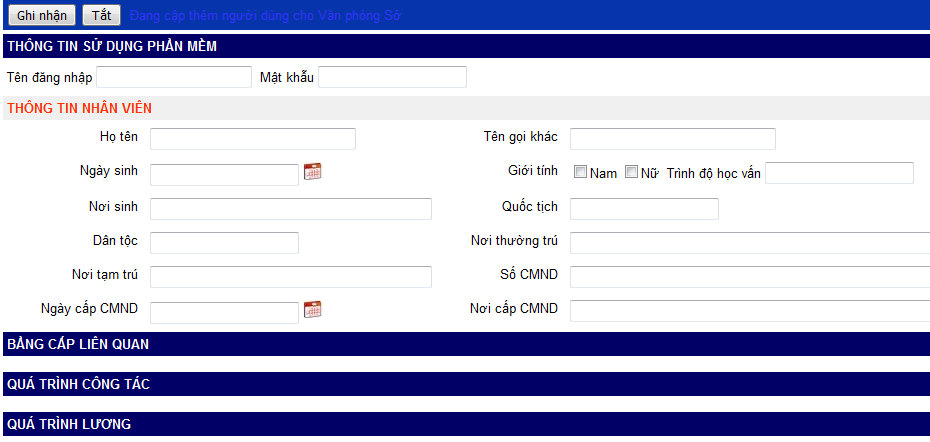 Ghi nhận Tắt Đang cấp thêm người dùng cho Văn phòng Sở
THÔNG TIN SỬ DỤNG PHẦN MÈM
Tên đăng nhập Mật khẩu
THÔNG TIN NHÂN VIÊN
Họ tên Tên gọi khác
Ngày sinh Giới tính Nam Nữ Trình độ học vấn
Nơi sinh Quốc tịch
Dân tộc Nơi thường trú
Nơi tạm trú Số CMND
Ngày cấp CMND Nơi cấp CMND
BẰNG CẤP LIÊN QUAN
QUÁ TRÌNH CÔNG TÁC
QUÁ TRÌNH LƯƠNG